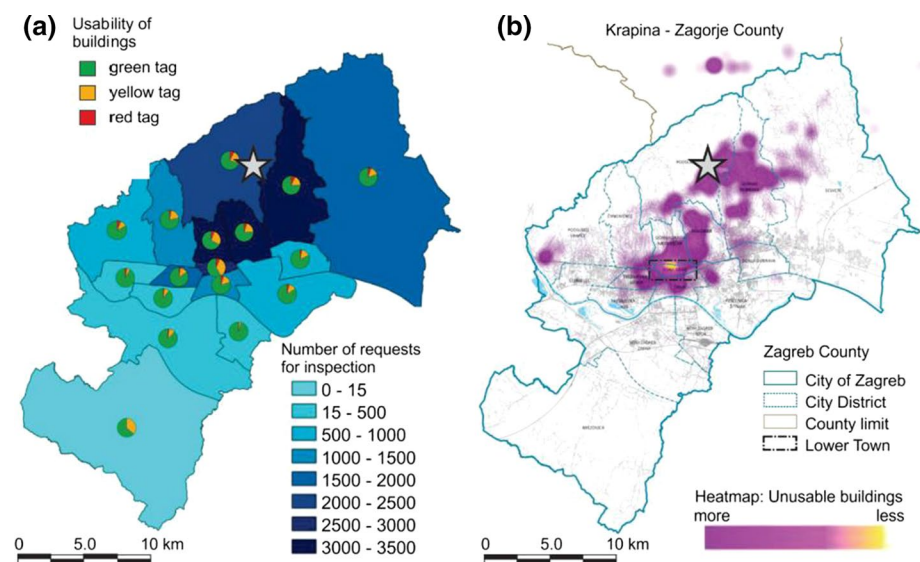 (a)
Usability of
buildings
green tag
yellow tag
red tag
Number of requests
for inspection
0 - 15
15 - 500
500 - 1000
1000 - 1500
1500 - 2000
2000 - 2500
2500 - 3000
3000 - 3500
0 5.0 10 km
(b)
Krapina - Zagorje County
BREZOVICA
Zagreb County
City of Zagreb
City District
County limit
Lower Town
Heatmap: Unusable buildings
more less
0 5.0 10 km